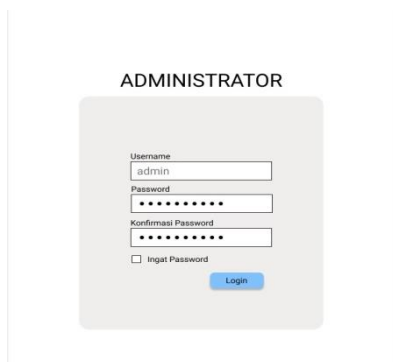 ADMINISTRATOR
Username
admin
Password
••••••••••
Konfirmasi Password
••••••••••
Ingat Password
Login